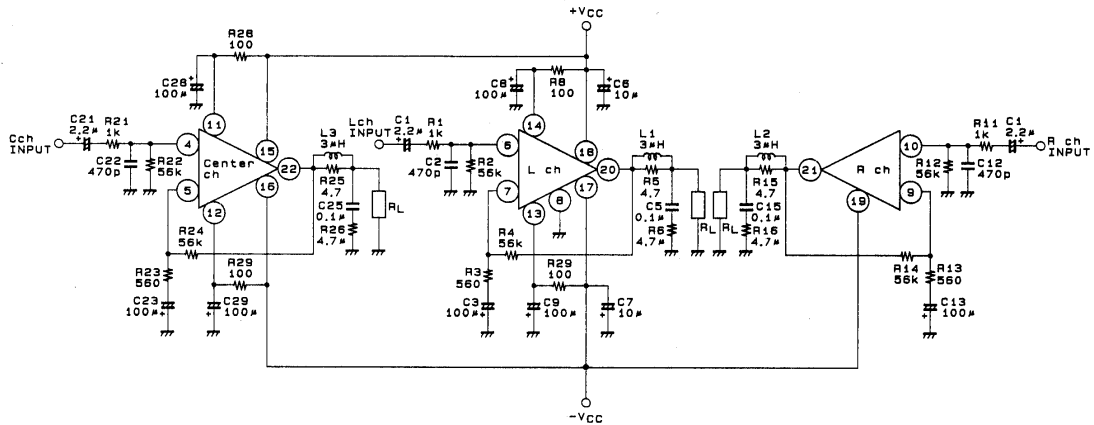 +VCC
R28
100
C28
100µ
+
11
C21
2.2µ
+
R21
1k
Cch
INPUT
4
C22
470p
R22
56k
Center
ch
15
16
22
5
12
L3
3µH
R25
4.7
C25
0.1µ
R26
4.7µ
RL
R24
56k
R23
560
C23
100µ
+
R29
100
C29
100µ
+
Lch
INPUT
C1
2.2µ
+
R1
1k
C2
470p
R2
56k
C8
100µ
+
R8
100
C6
10µ
+
14
6
L ch
18
20
17
7
13
8
L1
3µH
R5
4.7
C5
0.1µ
R6
4.7µ
RL
R4
56k
R3
560
C3
100µ
+
R29
100
C9
100µ
+
C7
10µ
+
L2
3µH
R15
4.7
C15
0.1µ
R16
4.7µ
RL
21
R ch
10
9
19
R11
1k
C1
2.2µ
+
R ch
INPUT
R12
56k
C12
470p
R14
56k
R13
560
C13
100µ
+
-VCC